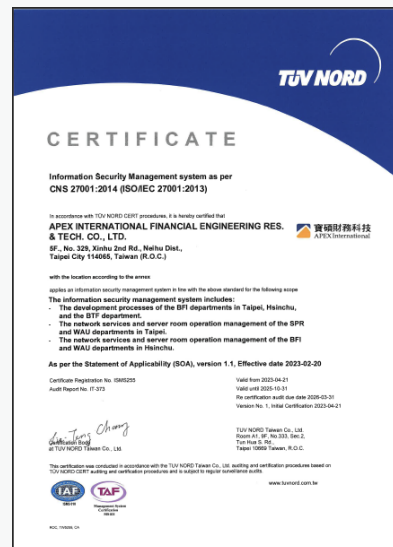 TÜV NORD
CERTIFICATE
Information Security Management system as per
CNS 27001:2014 (ISO/IEC 27001:2013)
In accordance with TÜV NORD CERT procedures, it is hereby certified that
APEX INTERNATIONAL FINANCIAL ENGINEERING RES.
& TECH. CO., LTD.
5F., No. 329, Xinhu 2nd Rd., Neihu Dist.,
Taipei City 114065, Taiwan (R.O.C.)
寶碩財務科技
APEX International
with the location according to the annex
applies an information security management system in line with the above standard for the following scope
The information security management system includes:
- The development processes of the BFI departments in Taipei, Hsinchu,
and the BTF department.
- The network services and server room operation management of the SPR
and WAU departments in Taipei.
- The network services and server room operation management of the BFI
and WAU departments in Hsinchu.
As per the Statement of Applicability (SOA), version 1.1, Effective date 2023-02-20
Certificate Registration No. ISMS255
Audit Report No. IT-373
Valid from 2023-04-21
Valid until 2025-10-31
Re certification audit due date 2026-03-31
Version No. 1, Initial Certification 2023-04-21
Certification Body
at TÜV NORD Taiwan Co., Ltd.
TÜV NORD Taiwan Co., Ltd.
Room A1, 9F, No 333, Sec.2,
Tun Hua S. Rd.,
Taipei 10669 Taiwan, R.O.C.
This certification was conducted in accordance with the TÜV NORD Taiwan Co., Ltd. auditing and certification procedures based on
TÜV NORD CERT auditing and certification procedures and is subject to regular surveillance audits.
www.tuvnord.com.tw
IAF
TAF
Management System
Certification